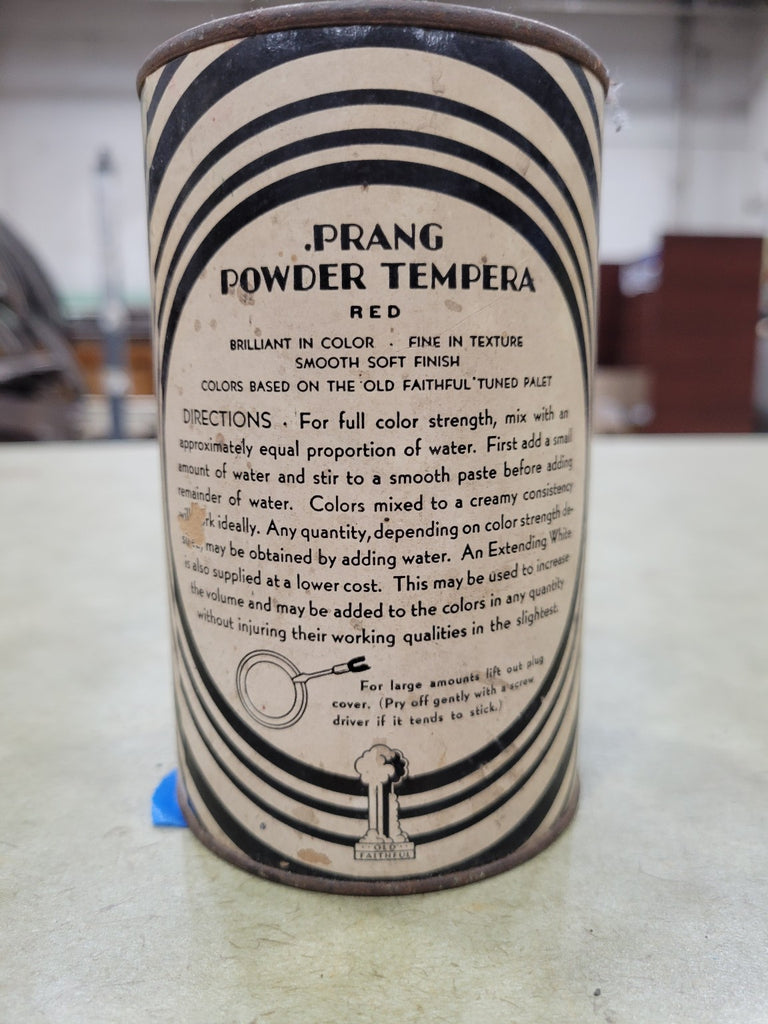 .PRANG
POWDER TEMPERA
RED
BRILLIANT IN COLOR · FINE IN TEXTURE
SMOOTH SOFT FINISH
COLORS BASED ON THE 'OLD FAITHFUL' TUNED PALET
DIRECTIONS . For full color strength, mix with an
approximately equal proportion of water. First add a small
amount of water and stir to a smooth paste before adding
remainder of water. Colors mixed to a creamy consistency
ideally. Any quantity, depending on color strength de-
may be obtained by adding water. An Extending White
is also supplied at a lower cost. This may be used to increase
the volume and may be added to the colors in any quantity
without injuring their working qualities in the slightest.
For large amounts lift out plug
cover. (Pry off gently with a screw
driver if it tends to stick.)
OLD
FAITHFUL